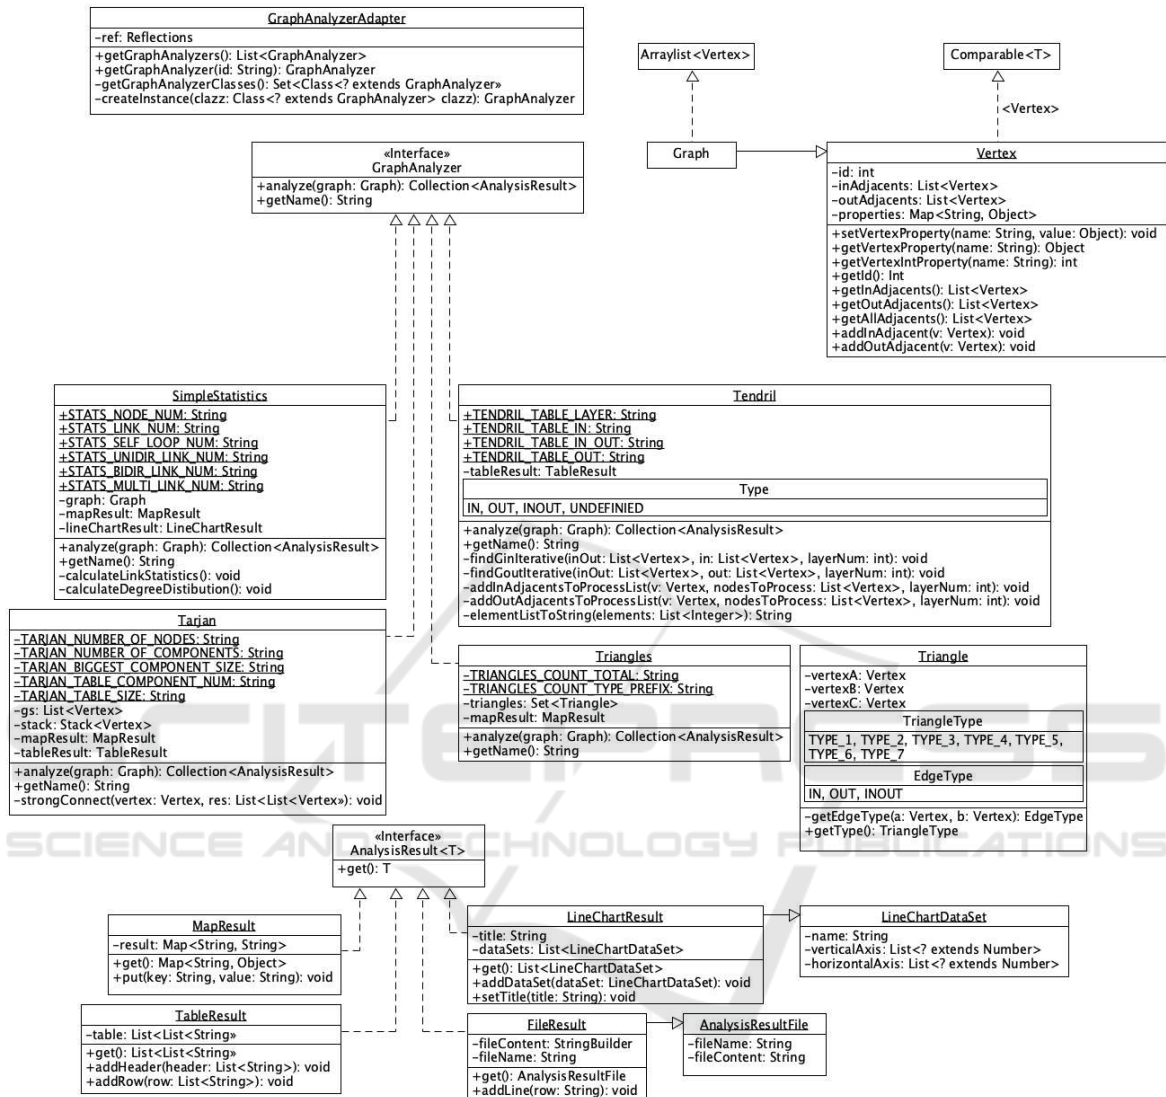 GraphAnalyzerAdapter
-ref: Reflections
+getGraphAnalyzers(): List<GraphAnalyzer>
+getGraphAnalyzer(id: String): GraphAnalyzer
-getGraphAnalyzerClasses(): Set<Class<? extends GraphAnalyzer»
-createInstance(clazz: Class<? extends GraphAnalyzer> clazz): GraphAnalyzer
Arraylist<Vertex>
Comparable<T>
<Vertex>
«Interface»
GraphAnalyzer
+analyze(graph: Graph): Collection<AnalysisResult>
+getName(): String
Graph
Vertex
-id: int
-inAdjacents: List<Vertex>
-outAdjacents: List<Vertex>
-properties: Map<String, Object>
+setVertexProperty(name: String, value: Object): void
+getVertexProperty(name: String): Object
+getVertexIntProperty(name: String): int
+getId(): Int
+getInAdjacents(): List<Vertex>
+getOutAdjacents(): List<Vertex>
+getAllAdjacents(): List<Vertex>
+addInAdjacent(v: Vertex): void
+addOutAdjacent(v: Vertex): void
SimpleStatistics
+STATS_NODE_NUM: String
+STATS_LINK_NUM: String
+STATS_SELF_LOOP_NUM: String
+STATS_UNIDIR_LINK_NUM: String
+STATS_BIDIR_LINK_NUM: String
+STATS_MULTI_LINK_NUM: String
-graph: Graph
-mapResult: MapResult
-lineChartResult: LineChartResult
+analyze(graph: Graph): Collection<AnalysisResult>
+getName(): String
-calculateLinkStatistics(): void
-calculateDegreeDistibution(): void
Tendril
+TENDRIL_TABLE_LAYER: String
+TENDRIL_TABLE_IN: String
+TENDRIL_TABLE_IN_OUT: String
+TENDRIL_TABLE_OUT: String
-tableResult: TableResult
Type
IN, OUT, INOUT, UNDEFINIED
+analyze(graph: Graph): Collection<AnalysisResult>
+getName(): String
-findGinIterative(inOut: List<Vertex>, in: List<Vertex>, layerNum: int): void
-findGoutIterative(inOut: List<Vertex>, out: List<Vertex>, layerNum: int): void
-addInAdjacentsToProcessList(v: Vertex, nodesToProcess: List<Vertex>, layerNum: int): void
-addOutAdjacentsToProcessList(v: Vertex, nodesToProcess: List<Vertex>, layerNum: int): void
-elementListToString(elements: List<Integer>): String
Tarjan
-TARJAN_NUMBER_OF_NODES: String
-TARJAN_NUMBER_OF_COMPONENTS: String
-TARJAN_BIGGEST_COMPONENT_SIZE: String
-TARJAN_TABLE_COMPONENT_NUM: String
-TARJAN_TABLE_SIZE: String
-gs: List<Vertex>
-stack: Stack<Vertex>
-mapResult: MapResult
-tableResult: TableResult
+analyze(graph: Graph): Collection<AnalysisResult>
+getName(): String
-strongConnect(vertex: Vertex, res: List<List<Vertex»): void
Triangles
-TRIANGLES_COUNT_TOTAL: String
-TRIANGLES_COUNT_TYPE_PREFIX: String
-triangles: Set<Triangle>
-mapResult: MapResult
+analyze(graph: Graph): Collection<AnalysisResult>
+getName(): String
Triangle
-vertexA: Vertex
-vertexB: Vertex
-vertexC: Vertex
TriangleType
TYPE_1, TYPE_2, TYPE_3, TYPE_4, TYPE_5,
TYPE_6, TYPE_7
EdgeType
IN, OUT, INOUT
-getEdgeType(a: Vertex, b: Vertex): EdgeType
+getType(): TriangleType
SCITEPRESS
SCIENCE AND TECHNOLOGY PUBLICATIONS
«Interface»
AnalysisResult<T>
+get(): T
MapResult
-result: Map<String, String>
+get(): Map<String, Object>
+put(key: String, value: String): void
LineChartResult
-title: String
-dataSets: List<LineChartDataSet>
+get(): List<LineChartDataSet>
+addDataSet(dataSet: LineChartDataSet): void
+setTitle(title: String): void
LineChartDataSet
-name: String
-verticalAxis: List<? extends Number>
-horizontalAxis: List<? extends Number>
TableResult
-table: List<List<String»
+get(): List<List<String»
+addHeader(header: List<String>): void
+addRow(row: List<String>): void
FileResult
-fileContent: StringBuilder
-fileName: String
+get(): AnalysisResultFile
+addLine(row: String): void
AnalysisResultFile
-fileName: String
-fileContent: String